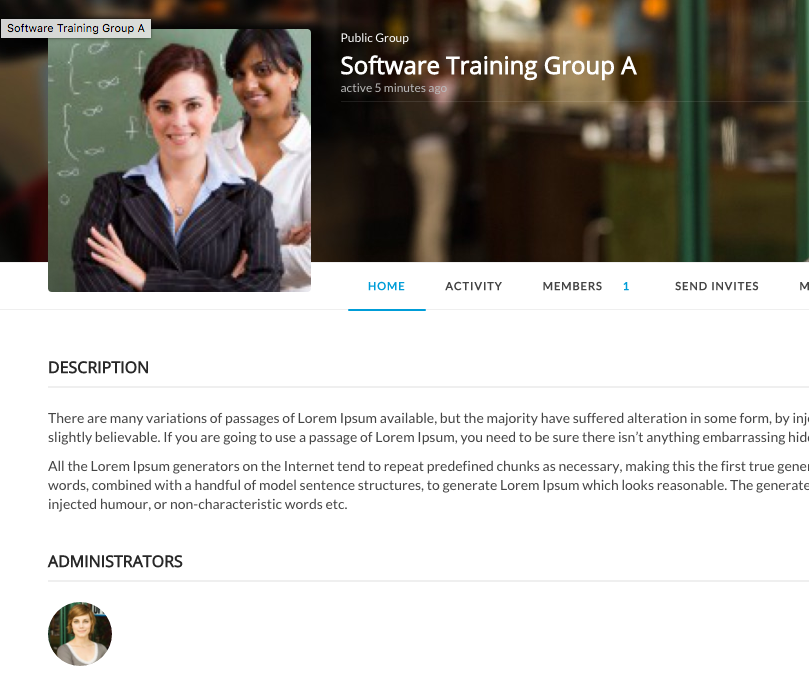 Software Training Group A
Public Group
Software Training Group A
active 5 minutes ago
HOME ACTIVITY MEMBERS 1 SEND INVITES M
DESCRIPTION
There are many variations of passages of Lorem Ipsum available, but the majority have suffered alteration in some form, by inj
slightly believable. If you are going to use a passage of Lorem Ipsum, you need to be sure there isn't anything embarrassing hid
All the Lorem Ipsum generators on the Internet tend to repeat predefined chunks as necessary, making this the first true gene
words, combined with a handful of model sentence structures, to generate Lorem Ipsum which looks reasonable. The generate
injected humour, or non-characteristic words etc.
ADMINISTRATORS